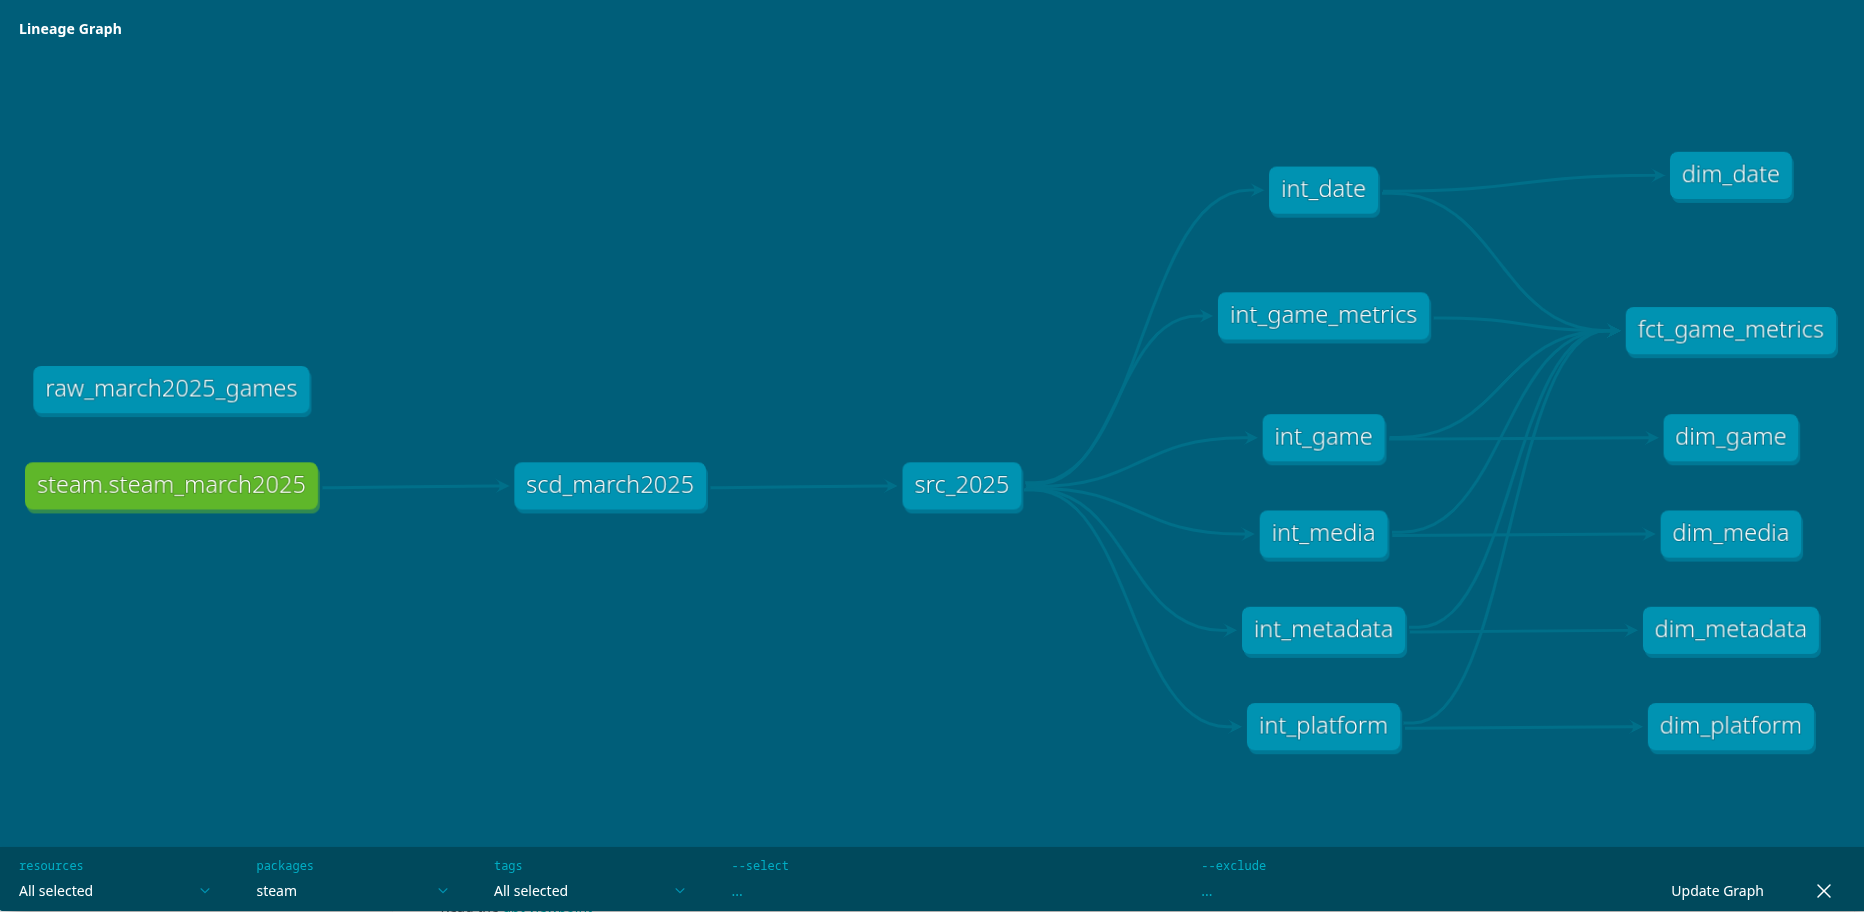 Lineage Graph
dim_date
int_date
int_game_metrics
fct_game_metrics
raw_march2025_games
int_game
dim_game
steam.steam_march2025
scd_march2025
src_2025
int_media
dim_media
int_metadata
dim_metadata
int_platform
dim_platform
resources
packages
tags
--select
--exclude
All selected
steam
All selected
...
...
Update Graph